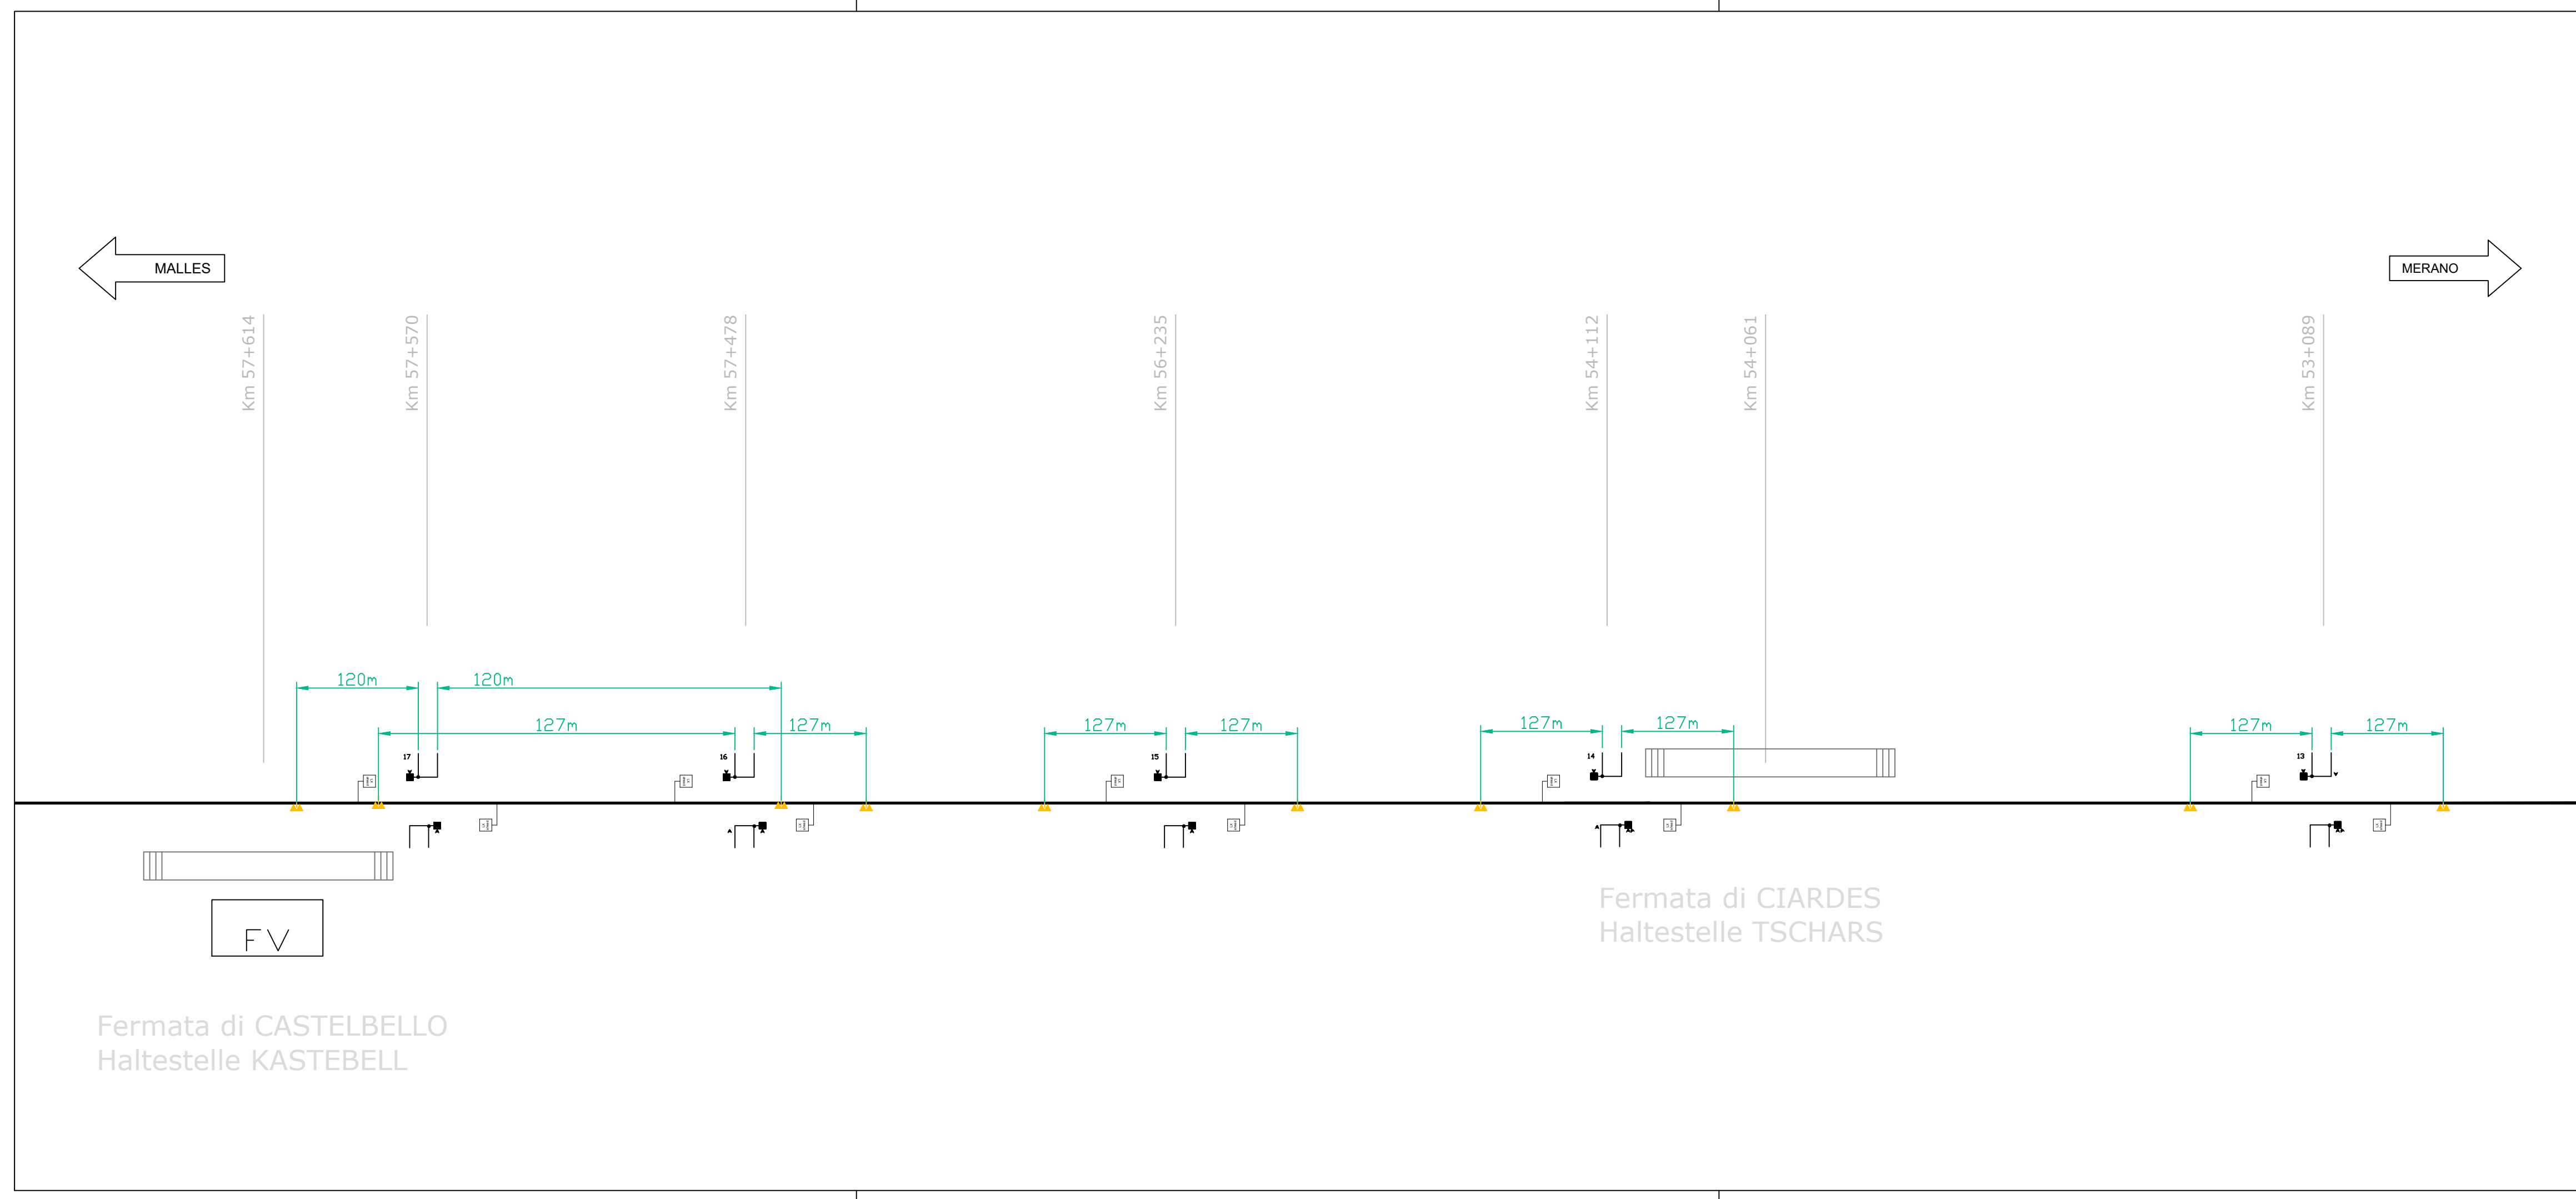 MALLES
MERANO
Km 57+614
Km 57+570
Km 57+478
Km 56+235
Km 54+112
Km 54+061
Km 53+089
120m
120m
127m
127m
127m
127m
127m
127m
127m
127m
17
16
15
14
13
FV
Fermata di CIARDES
Haltestelle TSCHARS
Fermata di CASTELBELLO
Haltestelle KASTEBELL